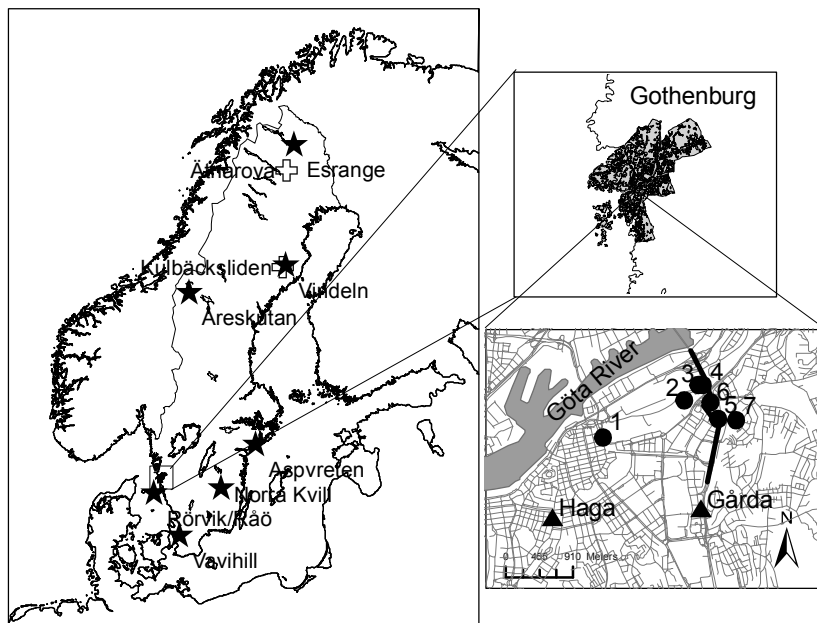 Gothenburg
Ätnarova
Esrange
Kulbäcksliden
Vindeln
Åreskutan
Aspvreten
Norra Kvill
Rörvik/Råö
Vavihill
Göta River
3 4
2 6
5 7
1
Haga
Gårda
N
0 455 910 Meters